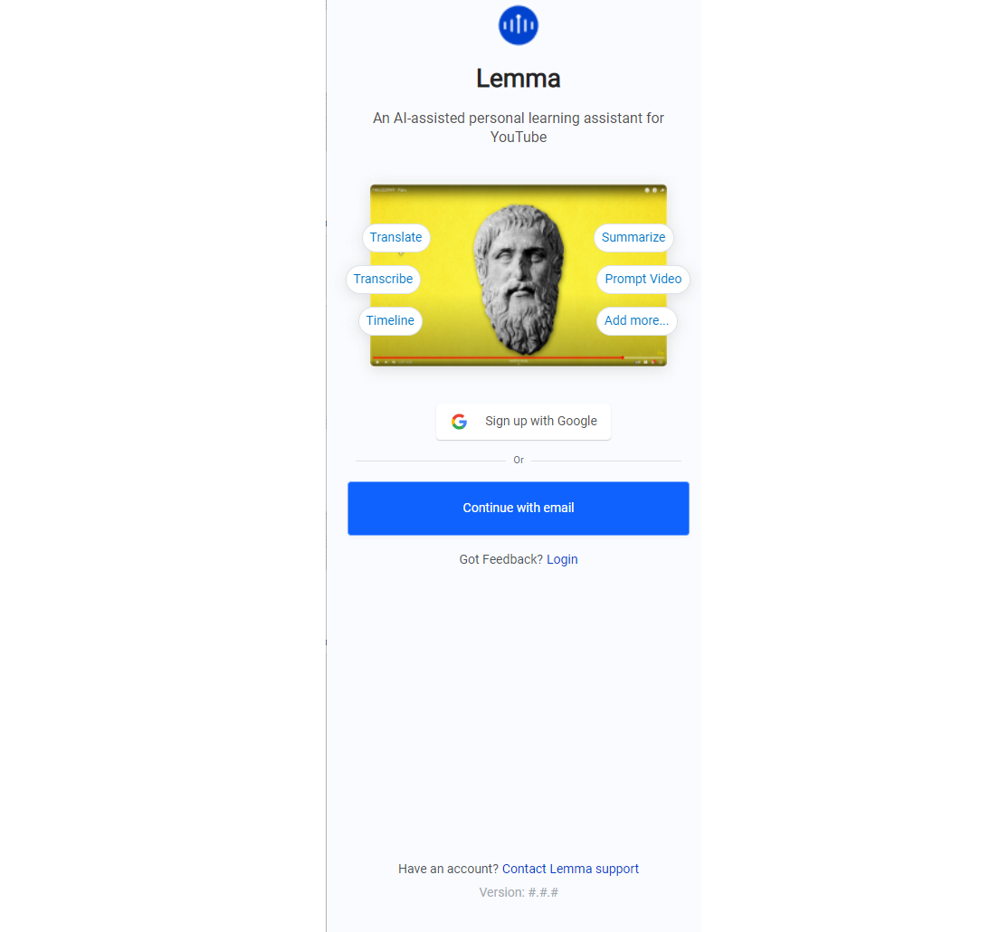 Lemma
An AI-assisted personal learning assistant for
YouTube
Translate
Summarize
Transcribe
Prompt Video
Timeline
Add more...
Sign up with Google
Or
Continue with email
Got Feedback? Login
Have an account? Contact Lemma support
Version: #.#.#